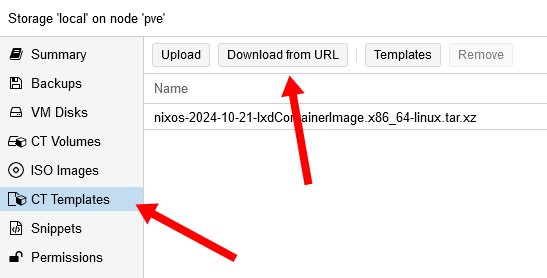 Storage 'local' on node 'pve'
Summary
Backups
VM Disks
CT Volumes
ISO Images
CT Templates
Snippets
Permissions
Upload Download from URL Templates Remove
Name
nixos-2024-10-21-lxdContainerImage.x86_64-linux.tar.xz